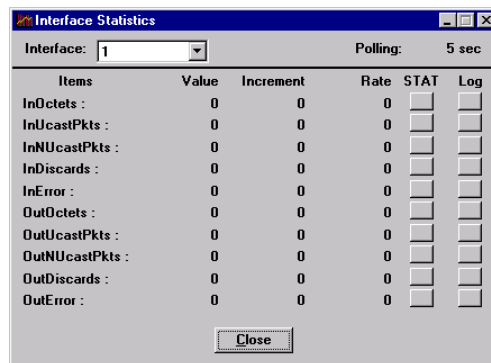 Interface Statistics
Interface: 1 Polling: 5 sec
Items Value Increment Rate STAT Log
InOctets : 0 0 0
InUcastPkts : 0 0 0
InNUcastPkts : 0 0 0
InDiscards : 0 0 0
InError : 0 0 0
OutOctets : 0 0 0
OutUcastPkts : 0 0 0
OutNUcastPkts : 0 0 0
OutDiscards : 0 0 0
OutError : 0 0 0
Close